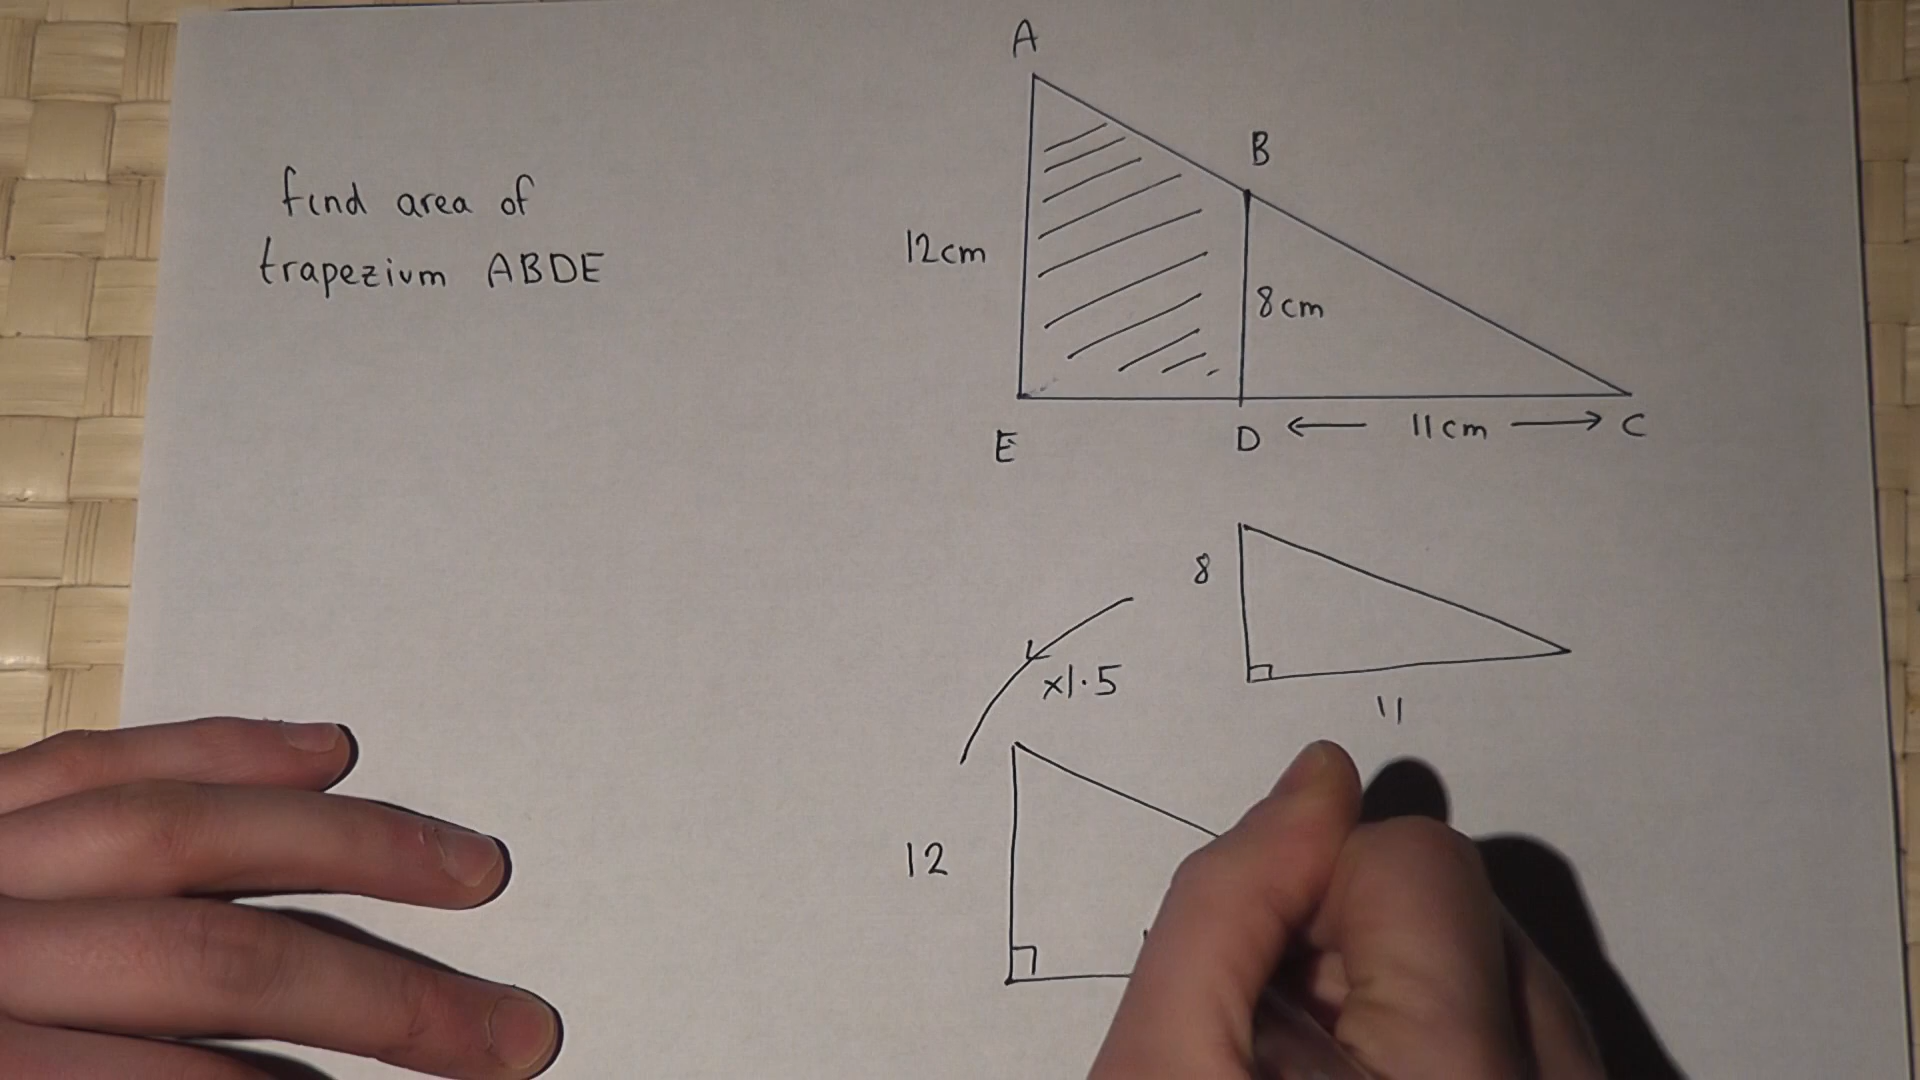 A
B
find area of
trapezium ABDE
12cm
8cm
E
D
11cm
C
8
x1.5
11
12